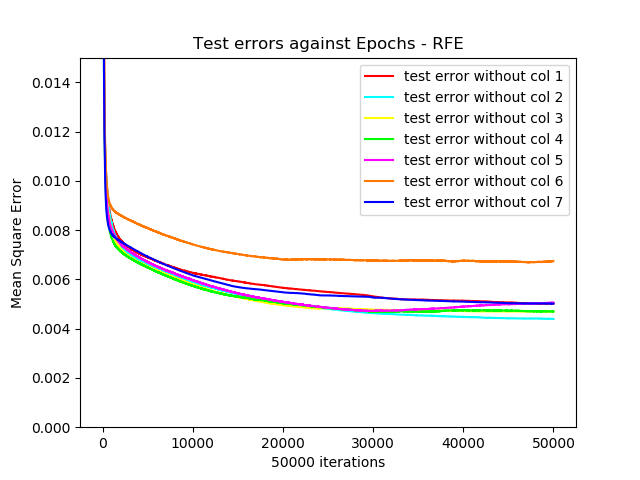 Test errors against Epochs - RFE
test error without col 1
test error without col 2
test error without col 3
test error without col 4
test error without col 5
test error without col 6
test error without col 7
Mean Square Error
0.014
0.012
0.010
0.008
0.006
0.004
0.002
0.000
0 10000 20000 30000 40000 50000
50000 iterations